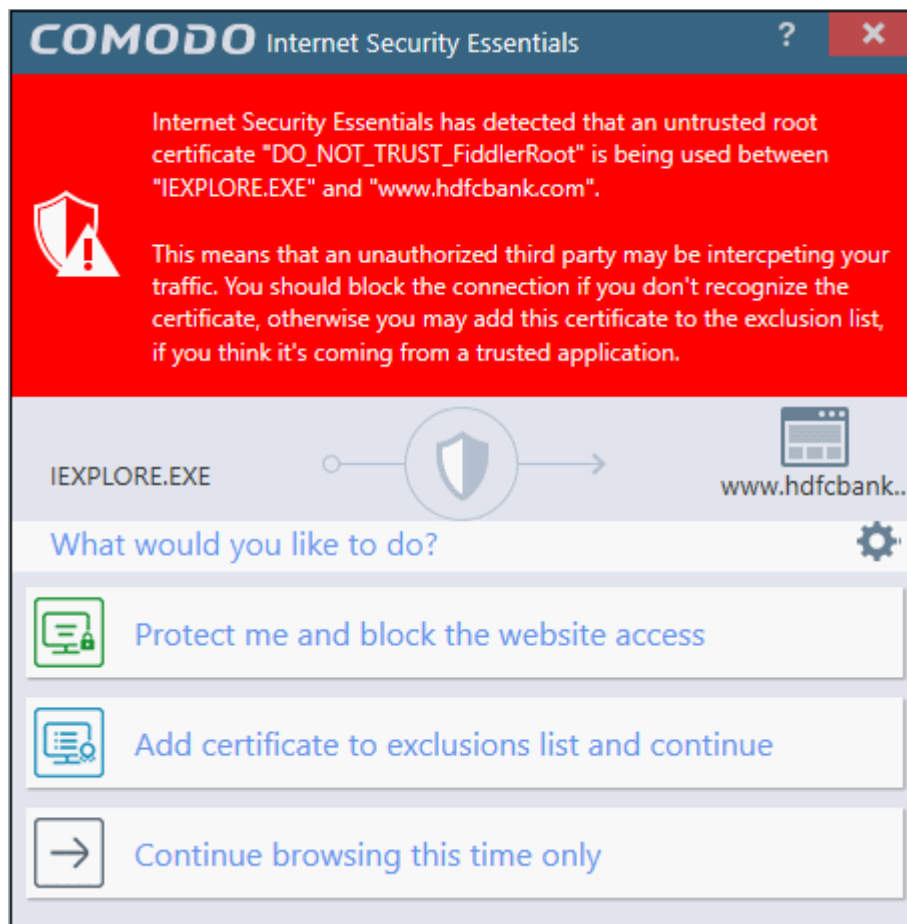 COMODO Internet Security Essentials ?
Internet Security Essentials has detected that an untrusted root
certificate "DO_NOT_TRUST_FiddlerRoot" is being used between
"IEXPLORE.EXE" and "www.hdfcbank.com".
This means that an unauthorized third party may be intercpeting your
traffic. You should block the connection if you don't recognize the
certificate, otherwise you may add this certificate to the exclusion list,
if you think it's coming from a trusted application.
IEXPLORE.EXE
www.hdfcbank..
What would you like to do?
Protect me and block the website access
Add certificate to exclusions list and continue
Continue browsing this time only